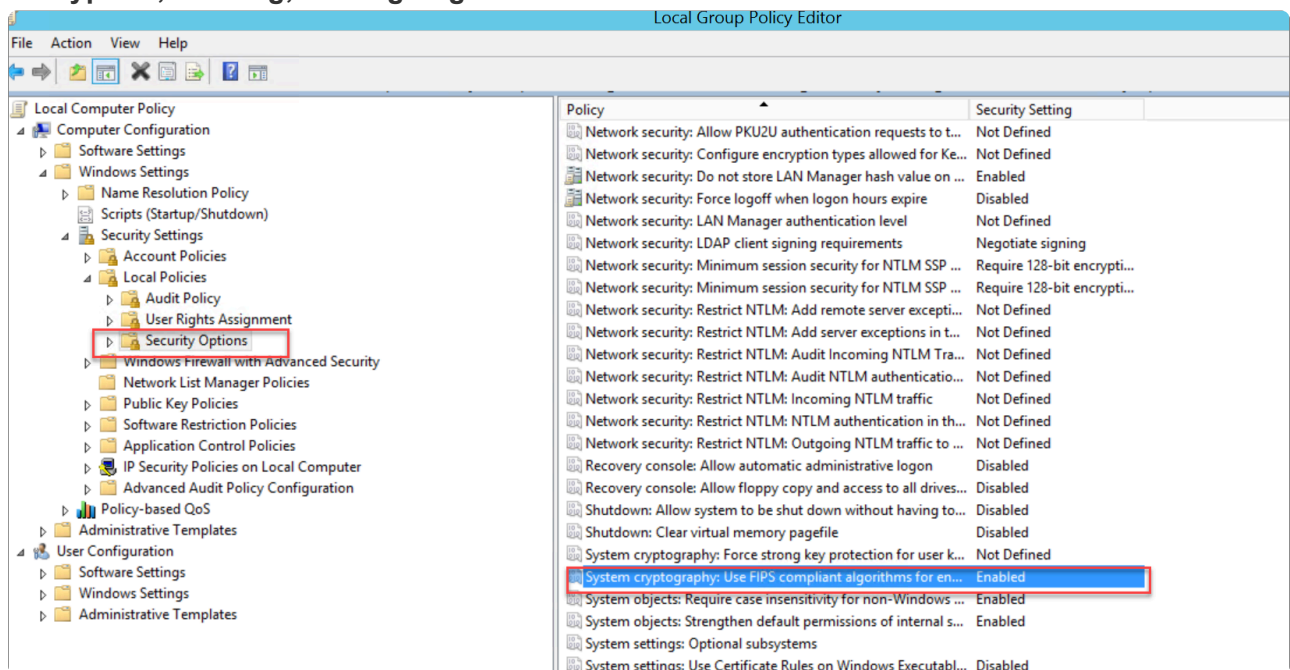 Local Group Policy Editor
File Action View Help
Local Computer Policy
Computer Configuration
Software Settings
Windows Settings
Name Resolution Policy
Scripts (Startup/Shutdown)
Security Settings
Account Policies
Local Policies
Audit Policy
User Rights Assignment
Security Options
Windows Firewall with Advanced Security
Network List Manager Policies
Public Key Policies
Software Restriction Policies
Application Control Policies
IP Security Policies on Local Computer
Advanced Audit Policy Configuration
Policy-based QoS
Administrative Templates
User Configuration
Software Settings
Windows Settings
Administrative Templates
Policy Security Setting
Network security: Allow PKU2U authentication requests to t... Not Defined
Network security: Configure encryption types allowed for Ke... Not Defined
Network security: Do not store LAN Manager hash value on ... Enabled
Network security: Force logoff when logon hours expire Disabled
Network security: LAN Manager authentication level Not Defined
Network security: LDAP client signing requirements Negotiate signing
Network security: Minimum session security for NTLM SSP ... Require 128-bit encrypti...
Network security: Minimum session security for NTLM SSP ... Require 128-bit encrypti...
Network security: Restrict NTLM: Add remote server excepti... Not Defined
Network security: Restrict NTLM: Add server exceptions in t... Not Defined
Network security: Restrict NTLM: Audit Incoming NTLM Tra... Not Defined
Network security: Restrict NTLM: Audit NTLM authenticatio... Not Defined
Network security: Restrict NTLM: Incoming NTLM traffic Not Defined
Network security: Restrict NTLM: NTLM authentication in th... Not Defined
Network security: Restrict NTLM: Outgoing NTLM traffic to ... Not Defined
Recovery console: Allow automatic administrative logon Disabled
Recovery console: Allow floppy copy and access to all drives... Disabled
Shutdown: Allow system to be shut down without having to... Disabled
Shutdown: Clear virtual memory pagefile Disabled
System cryptography: Force strong key protection for user k... Not Defined
System cryptography: Use FIPS compliant algorithms for en... Enabled
System objects: Require case insensitivity for non-Windows ... Enabled
System objects: Strengthen default permissions of internal s... Enabled
System settings: Optional subsystems
System settings: Use Certificate Rules on Windows Executabl... Disabled